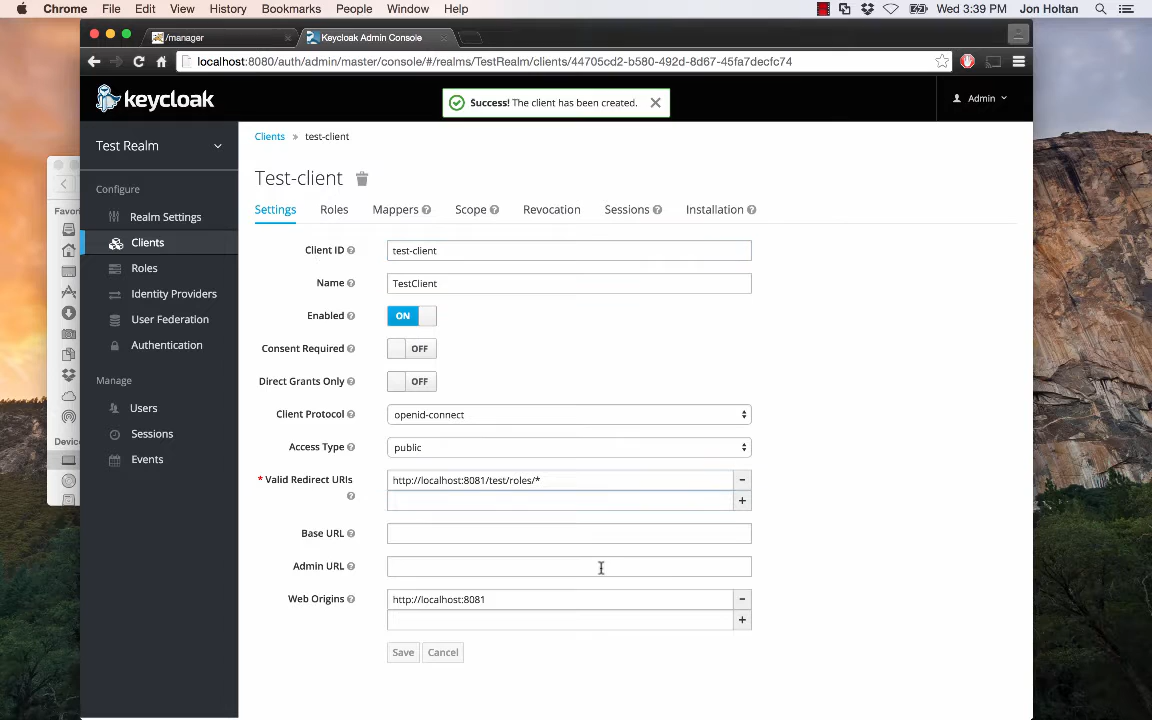 Chrome File Edit View History Bookmarks People Window Help Wed 3:39 PM Jon Holtan
/manager Keycloak Admin Console
localhost:8080/auth/admin/master/console/#/realms/TestRealm/clients/44705cd2-b580-492d-8d67-45fa7decfc74
keycloak
Success! The client has been created.
Admin
Test Realm
Configure
Realm Settings
Clients
Roles
Identity Providers
User Federation
Authentication
Manage
Users
Sessions
Events
Favor
Device
Clients » test-client
Test-client
Settings Roles Mappers Scope Revocation Sessions Installation
Client ID test-client
Name TestClient
Enabled ON
Consent Required OFF
Direct Grants Only OFF
Client Protocol openid-connect
Access Type public
* Valid Redirect URIs http://localhost:8081/test/roles/*
Base URL
Admin URL
Web Origins http://localhost:8081
Save Cancel